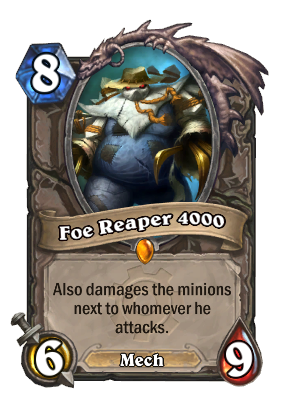 8
Foe Reaper 4000
Also damages the minions
next to whomever he
attacks.
6
Mech
9